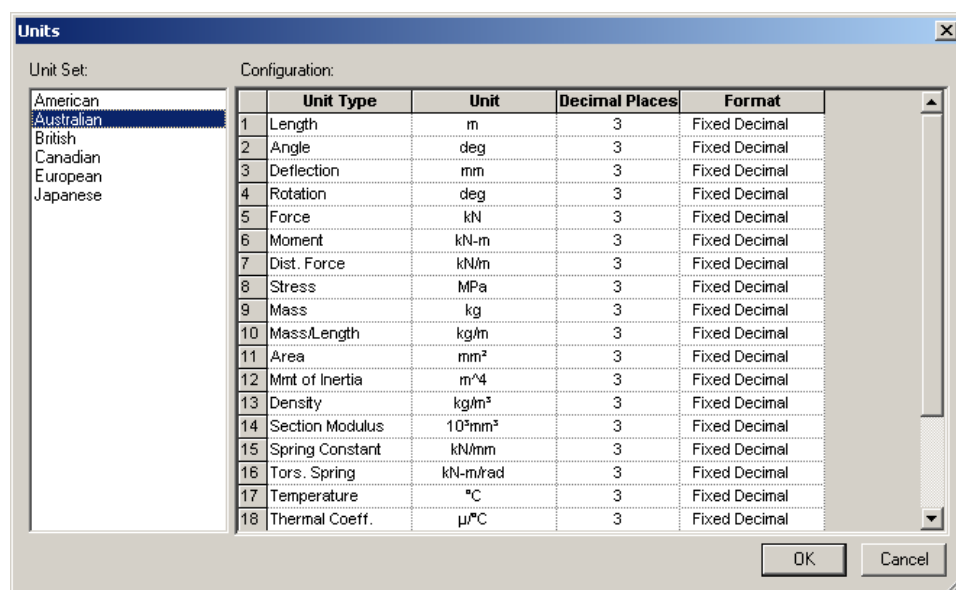 Units
Unit Set:
Configuration:
American
Australian
British
Canadian
European
Japanese
Unit Type Unit Decimal Places Format
1 Length m 3 Fixed Decimal
2 Angle deg 3 Fixed Decimal
3 Deflection mm 3 Fixed Decimal
4 Rotation deg 3 Fixed Decimal
5 Force kN 3 Fixed Decimal
6 Moment kN-m 3 Fixed Decimal
7 Dist. Force kN/m 3 Fixed Decimal
8 Stress MPa 3 Fixed Decimal
9 Mass kg 3 Fixed Decimal
10 Mass/Length kg/m 3 Fixed Decimal
11 Area mm² 3 Fixed Decimal
12 Mmt of Inertia m^4 3 Fixed Decimal
13 Density kg/m³ 3 Fixed Decimal
14 Section Modulus 10³mm³ 3 Fixed Decimal
15 Spring Constant kN/mm 3 Fixed Decimal
16 Tors. Spring kN-m/rad 3 Fixed Decimal
17 Temperature °C 3 Fixed Decimal
18 Thermal Coeff. µ/°C 3 Fixed Decimal
OK Cancel